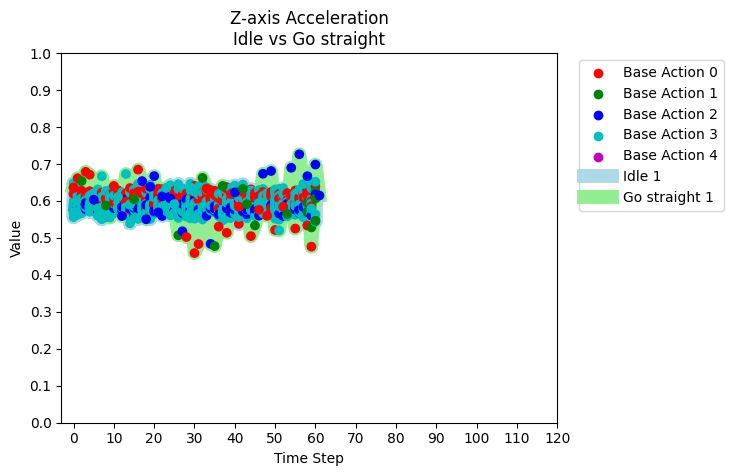 Z-axis Acceleration
Idle vs Go straight
1.0
0.9
0.8
0.7
0.6
0.5
0.4
0.3
0.2
0.1
0.0
Value
0 10 20 30 40 50 60 70 80 90 100 110 120
Time Step
Base Action 0
Base Action 1
Base Action 2
Base Action 3
Base Action 4
Idle 1
Go straight 1